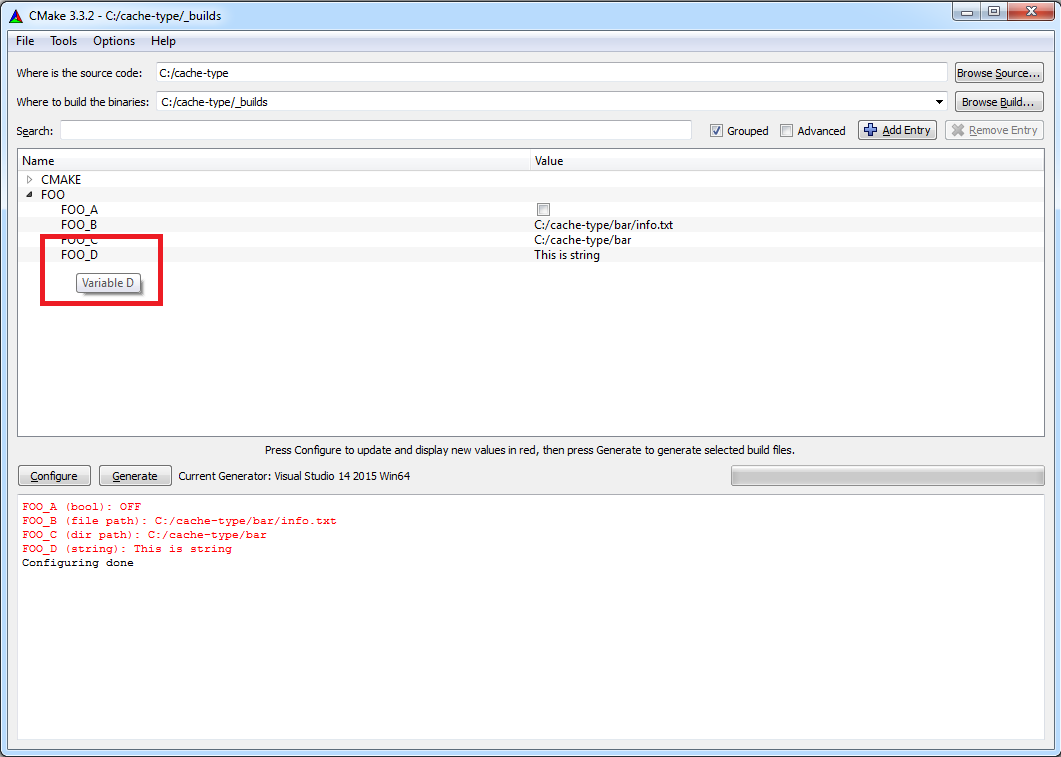 CMake 3.3.2 - C:/cache-type/_builds
File Tools Options Help
Where is the source code: C:/cache-type Browse Source...
Where to build the binaries: C:/cache-type/_builds Browse Build...
Search: Grouped Advanced Add Entry Remove Entry
Name Value
CMAKE
FOO
FOO_A
FOO_B C:/cache-type/bar/info.txt
FOO_C C:/cache-type/bar
FOO_D This is string
Variable D
Press Configure to update and display new values in red, then press Generate to generate selected build files.
Configure Generate Current Generator: Visual Studio 14 2015 Win64
FOO_A (bool): OFF
FOO_B (file path): C:/cache-type/bar/info.txt
FOO_C (dir path): C:/cache-type/bar
FOO_D (string): This is string
Configuring done